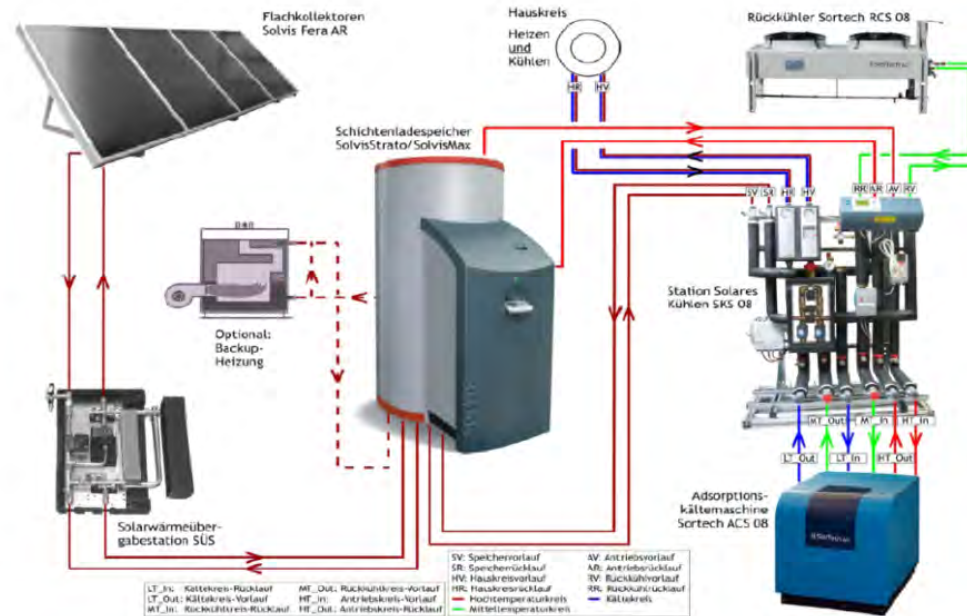 Flachkollektoren
Solvis Fera AR
Hauskreis
Heizen
und
Kühlen
Rückkühler Sortech RCS 08
HR
HV
Schichtenladespeicher
SolvisStrato/SolvisMax
SV
SR
HR
HV
RR
AR
AV
RV
Station Solares
Kühlen SKS 08
Optional:
Backup-
Heizung
MT_Out
MT_In
HT_In
LT_Out
LT_In
HT_Out
Adsorptions-
kältemaschine
Sortech ACS 08
Solarwärmeüber-
gabestation SÜS
SV: Speichervorlauf
SR: Speicherrücklauf
HV: Hauskreisvorlauf
HR: Hauskreisrücklauf
Hochtemperaturkreis
Mitteltemperaturkreis
AV: Antriebsvorlauf
AR: Antriebsrücklauf
RV: Rückkühlvorlauf
RR: Rückkühlrücklauf
Kältekreis
LT_In: Kältekreis-Rücklauf
LT_Out: Kältekreis-Vorlauf
MT_In: Rückkühlkreis-Rücklauf
MT_Out: Rückkühlkreis-Vorlauf
HT_In: Antriebskreis-Vorlauf
HT_Out: Antriebskreis-Rücklauf